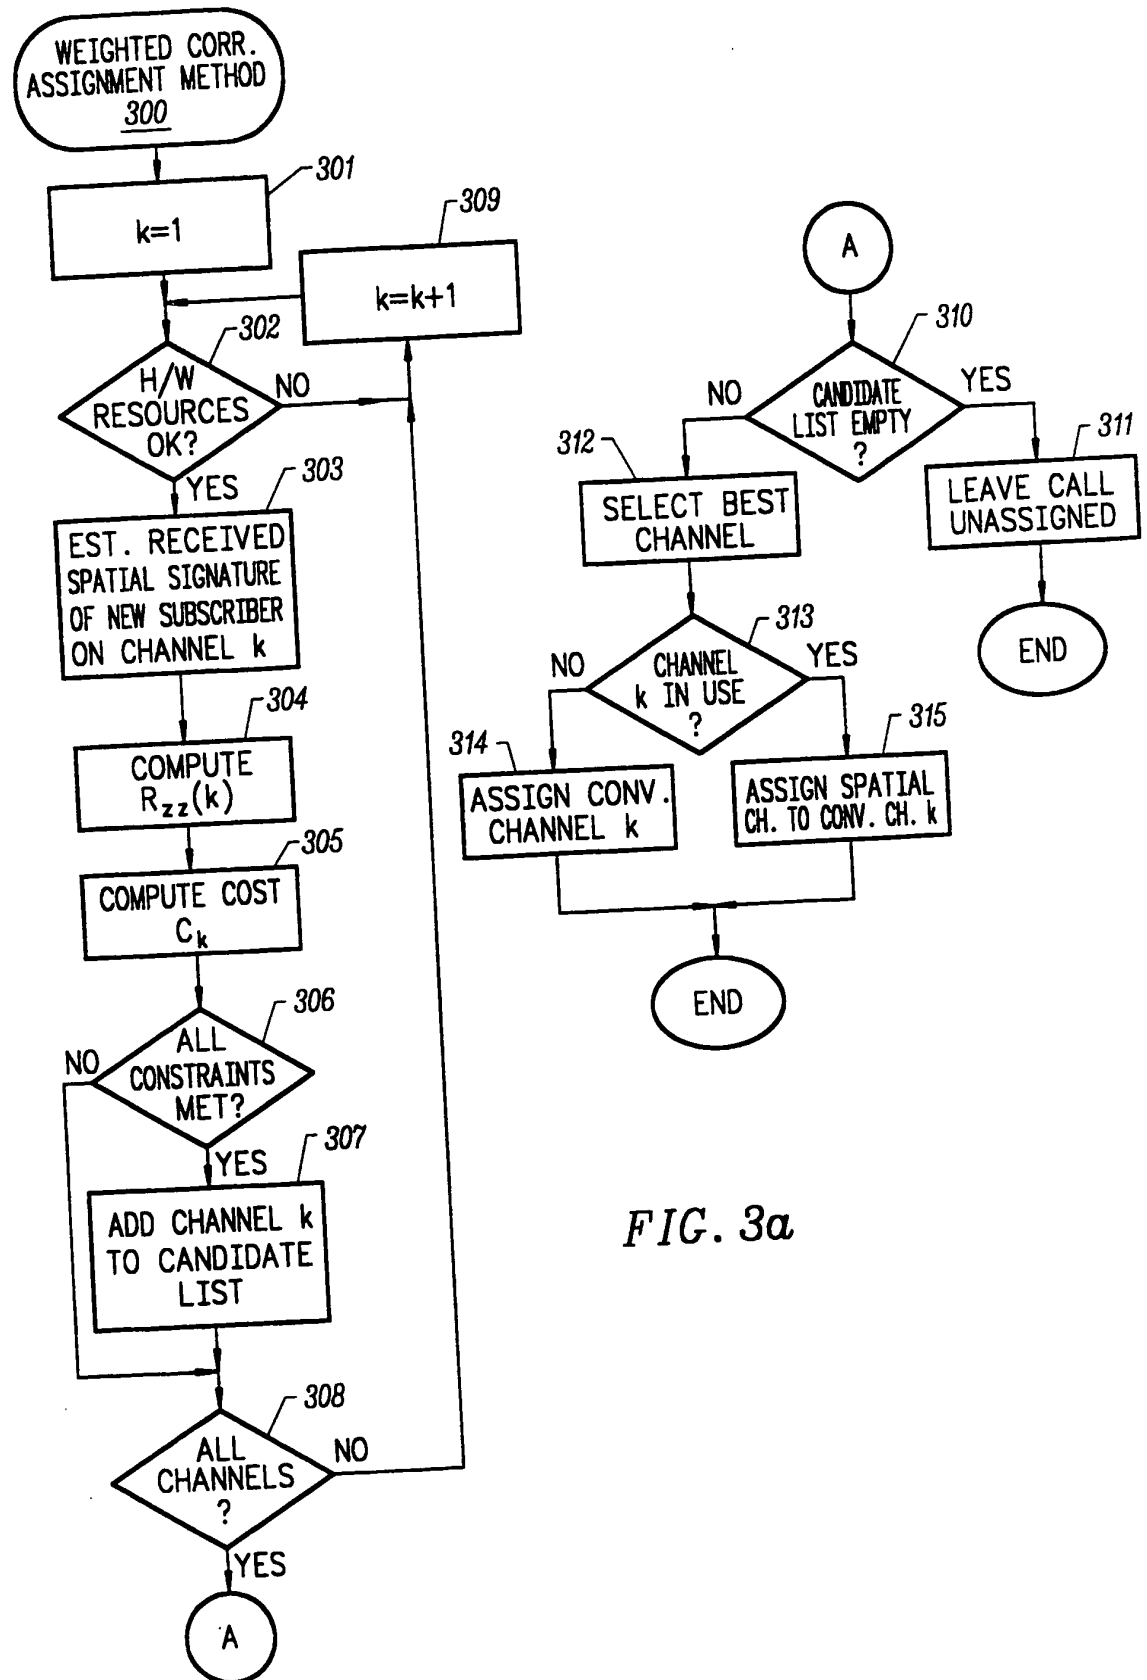 WEIGHTED CORR.
ASSIGNMENT METHOD
300
301
k=1
309
k=k+1
302
H/W
RESOURCES
OK?
NO
YES
303
EST. RECEIVED
SPATIAL SIGNATURE
OF NEW SUBSCRIBER
ON CHANNEL k
304
COMPUTE
Rzz(k)
305
COMPUTE COST
Ck
306
ALL
CONSTRAINTS
MET?
NO
YES
307
ADD CHANNEL k
TO CANDIDATE
LIST
308
ALL
CHANNELS
?
NO
YES
A
A
310
CANDIDATE
LIST EMPTY
?
NO
YES
311
LEAVE CALL
UNASSIGNED
END
312
SELECT BEST
CHANNEL
313
CHANNEL
k IN USE
?
NO
YES
314
ASSIGN CONV.
CHANNEL k
315
ASSIGN SPATIAL
CH. TO CONV. CH. k
END
FIG. 3a